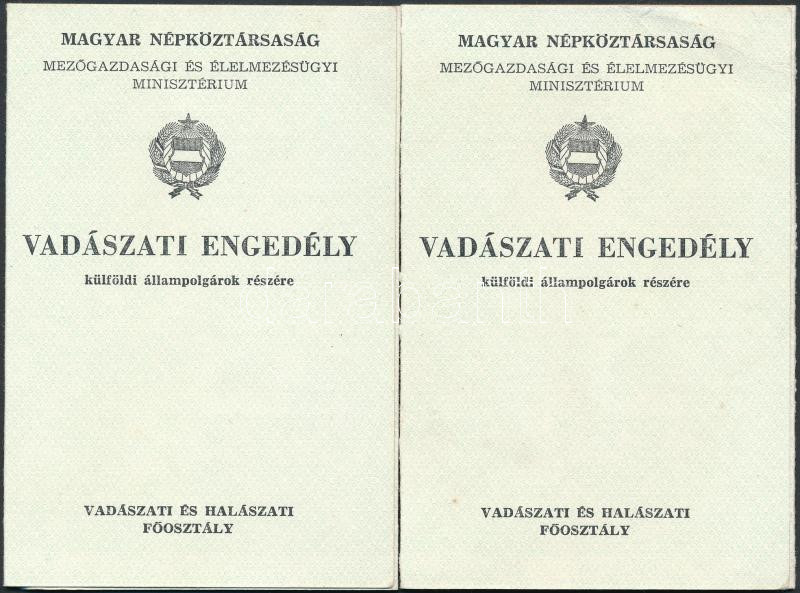 MAGYAR NÉPKÖZTÁRSASÁG
MEZŐGAZDASÁGI ÉS ÉLELMEZÉSÜGYI
MINISZTÉRIUM
VADÁSZATI ENGEDÉLY
külföldi állampolgárok részére
VADÁSZATI ÉS HALÁSZATI
FŐOSZTÁLY
MAGYAR NÉPKÖZTÁRSASÁG
MEZŐGAZDASÁGI ÉS ÉLELMEZÉSÜGYI
MINISZTÉRIUM
VADÁSZATI ENGEDÉLY
külföldi állampolgárok részére
VADÁSZATI ÉS HALÁSZATI
FŐOSZTÁLY